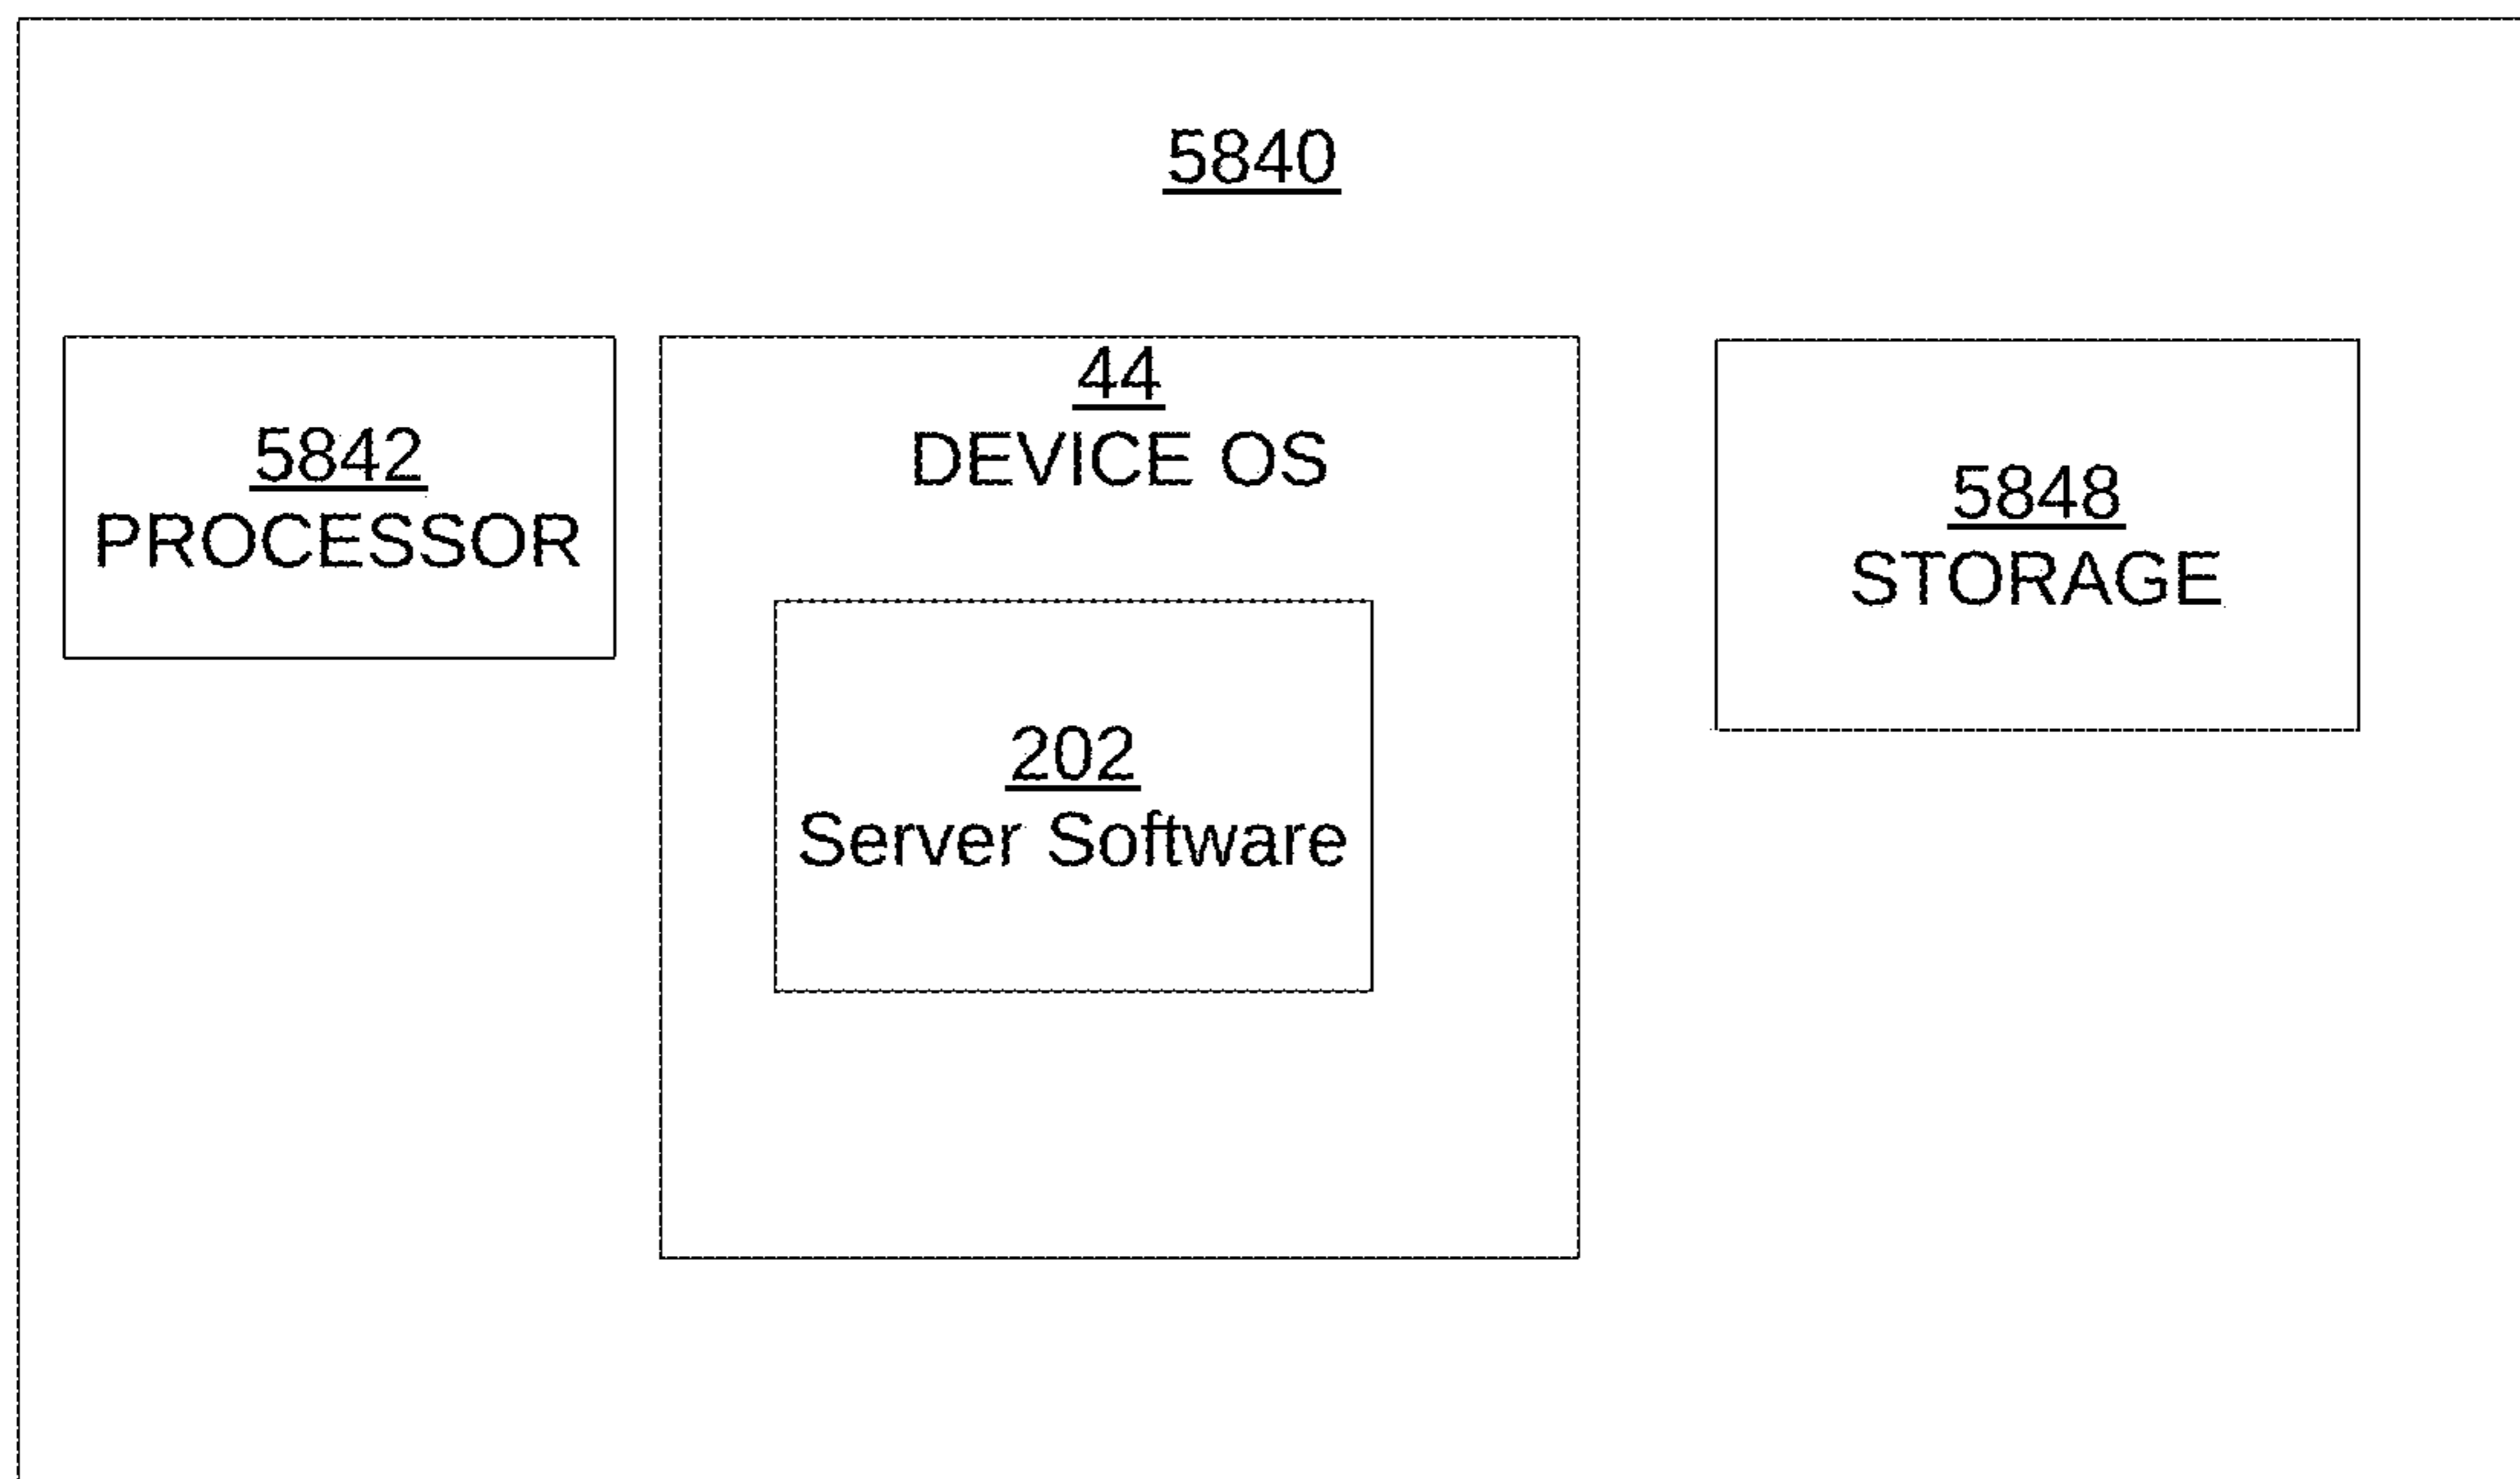 5840
5842
PROCESSOR
44
DEVICE OS
202
Server Software
5848
STORAGE